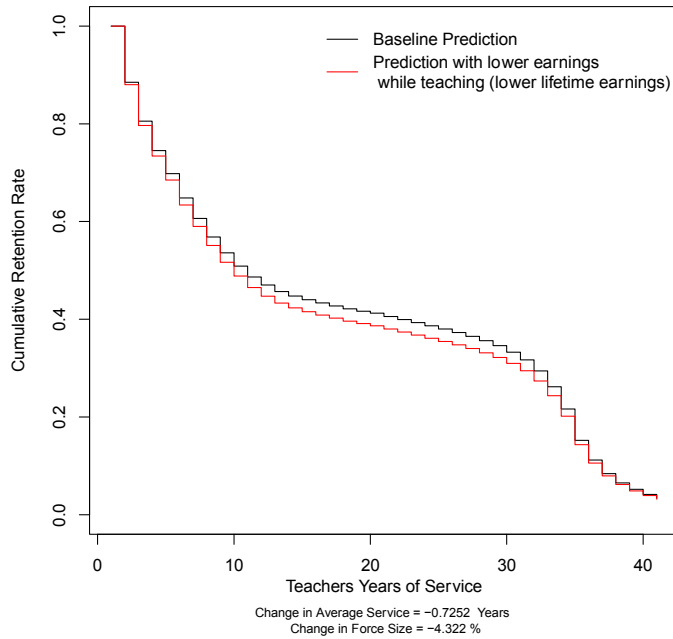 Baseline Prediction
Prediction with lower earnings
while teaching (lower lifetime earnings)
1.0
0.8
0.6
0.4
0.2
0.0
Cumulative Retention Rate
0 10 20 30 40
Teachers Years of Service
Change in Average Service = −0.7252 Years
Change in Force Size = −4.322 %